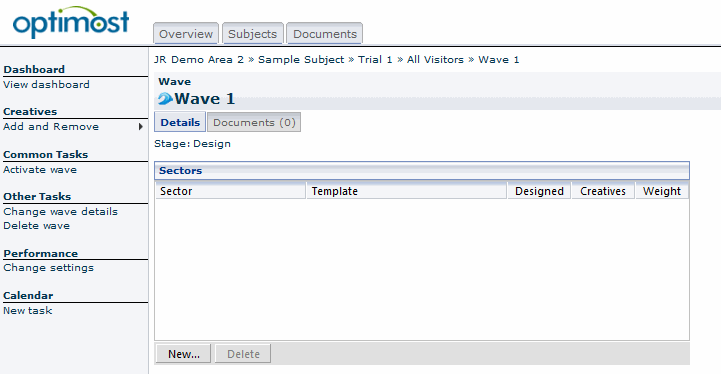 optimost
Overview Subjects Documents
JR Demo Area 2 » Sample Subject » Trial 1 » All Visitors » Wave 1
Dashboard
View dashboard
Creatives
Add and Remove
Common Tasks
Activate wave
Other Tasks
Change wave details
Delete wave
Performance
Change settings
Calendar
New task
Wave
Wave 1
Details Documents (0)
Stage: Design
Sectors
Sector Template Designed Creatives Weight
New... Delete